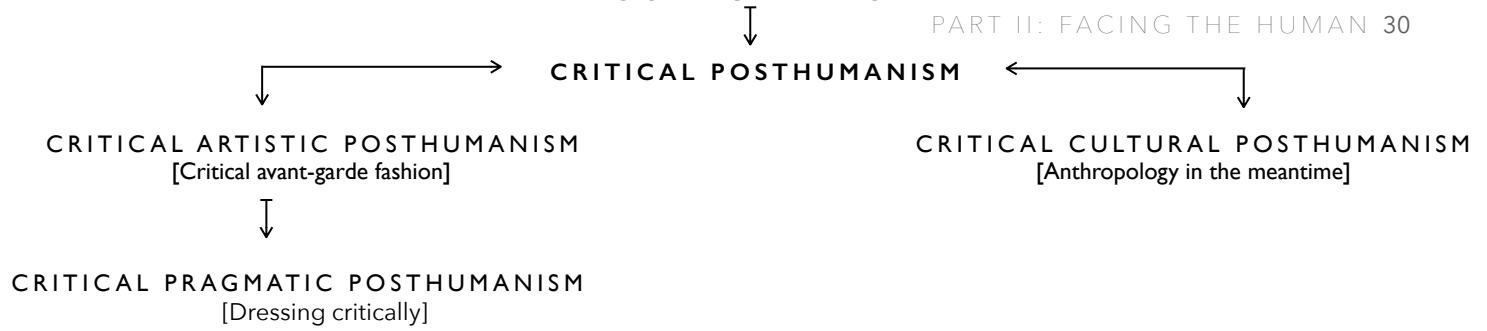 PART II: FACING THE HUMAN 30
CRITICAL POSTHUMANISM
CRITICAL ARTISTIC POSTHUMANISM
[Critical avant-garde fashion]
CRITICAL CULTURAL POSTHUMANISM
[Anthropology in the meantime]
CRITICAL PRAGMATIC POSTHUMANISM
[Dressing critically]